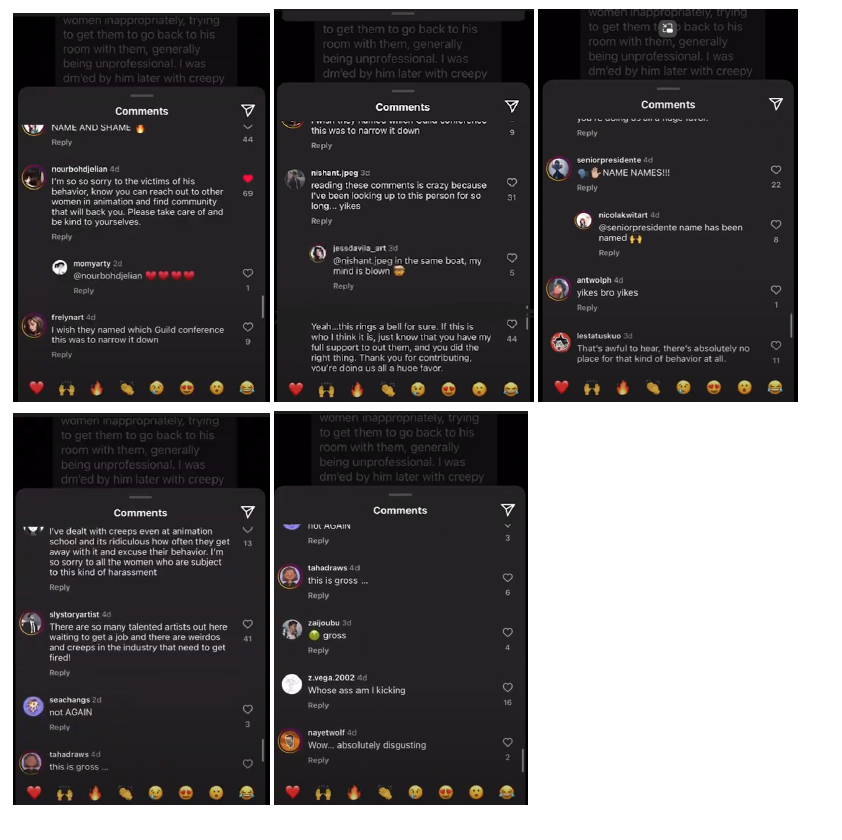 women inappropriately, trying
to get them to go back to his
room with them, generally
being unprofessional. I was
dm'ed by him later with creepy
Comments
NAME AND SHAME 🔥
44
Reply
nourbohdjelian 4d
I'm so so sorry to the victims of his
behavior, know you can reach out to other
women in animation and find community
that will back you. Please take care of and
be kind to yourselves.
69
Reply
momyarty 2d
@nourbohdjelian ❤️❤️❤️❤️
1
Reply
frelynart 4d
I wish they named which Guild conference
this was to narrow it down
9
Reply
❤️ 🙌 🔥 👏 😢 😍 😮 😂
to get them to go back to his
room with them, generally
being unprofessional. I was
dm'ed by him later with creepy
Comments
I wish they named which Guild conference
this was to narrow it down
9
Reply
nishant.jpeg 3d
reading these comments is crazy because
I've been looking up to this person for so
long... yikes
31
Reply
jessdavila_art 3d
@nishant.jpeg in the same boat, my
mind is blown 🤯
5
Reply
Yeah...this rings a bell for sure. If this is
who I think it is, just know that you have my
full support to out them, and you did the
right thing. Thank you for contributing,
you're doing us all a huge favor.
44
❤️ 🙌 🔥 👏 😢 😍 😮 😂
women inappropriately, trying
to get them to go back to his
room with them, generally
being unprofessional. I was
dm'ed by him later with creepy
Comments
you're doing us all a huge favor.
Reply
seniorpresidente 4d
🗣️✋NAME NAMES!!!
22
Reply
nicolakwitart 4d
@seniorpresidente name has been
named 🙌
8
Reply
antwolph 4d
yikes bro yikes
1
Reply
lestatuskuo 3d
That's awful to hear, there's absolutely no
place for that kind of behavior at all.
11
❤️ 🙌 🔥 👏 😢 😍 😮 😂
women inappropriately, trying
to get them to go back to his
room with them, generally
being unprofessional. I was
dm'ed by him later with creepy
Comments
I've dealt with creeps even at animation
school and its ridiculous how often they get
away with it and excuse their behavior. I'm
so sorry to all the women who are subject
to this kind of harassment
13
Reply
slystoryartist 4d
There are so many talented artists out here
waiting to get a job and there are weirdos
and creeps in the industry that need to get
fired!
41
Reply
seachangs 2d
not AGAIN
3
Reply
tahadraws 4d
this is gross ...
❤️ 🙌 🔥 👏 😢 😍 😮 😂
women inappropriately, trying
to get them to go back to his
room with them, generally
being unprofessional. I was
dm'ed by him later with creepy
Comments
not AGAIN
3
Reply
tahadraws 4d
this is gross ...
6
Reply
zaijoubu 3d
🤢 gross
4
Reply
z.vega.2002 4d
Whose ass am I kicking
16
Reply
nayetwolf 4d
Wow... absolutely disgusting
2
Reply
❤️ 🙌 🔥 👏 😢 😍 😮 😂